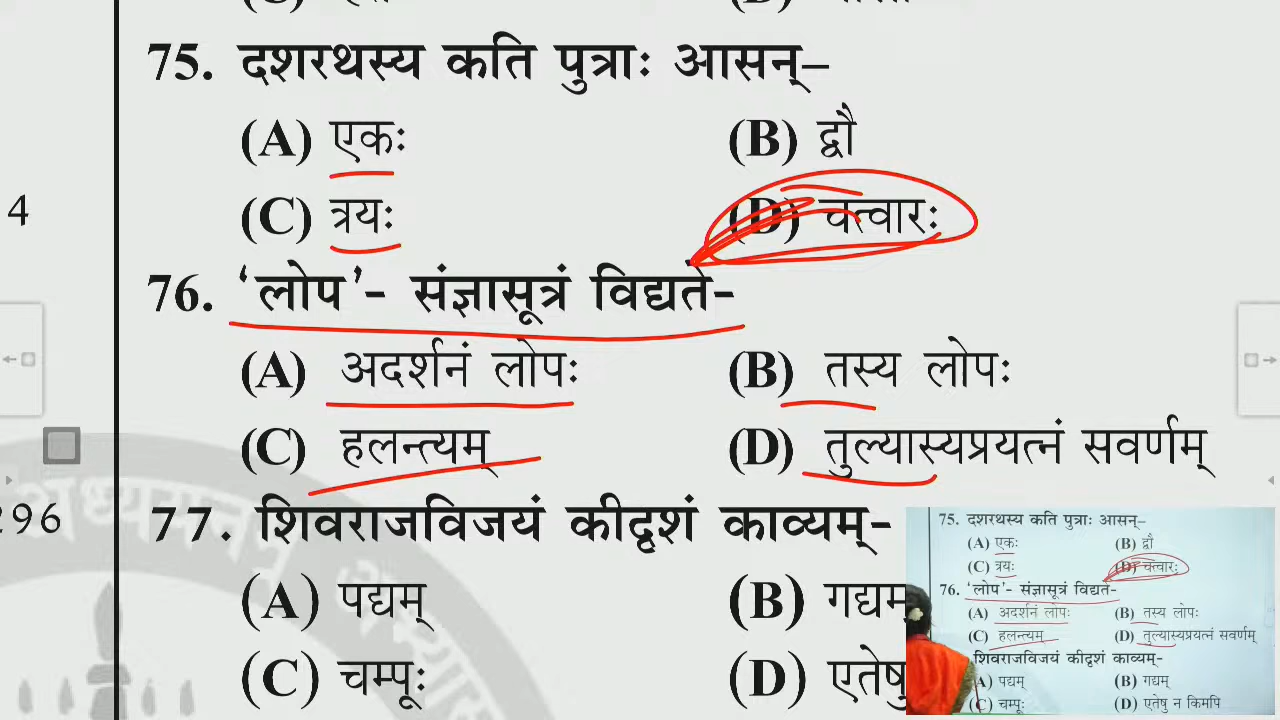 75. दशरथस्य कति पुत्राः आसन्–
(A) एकः (B) द्वौ
4
(C) त्रयः (D) चत्वारः
76. ‘लोप’- संज्ञासूत्रं विद्यते-
(A) अदर्शनं लोपः (B) तस्य लोपः
(C) हलन्त्यम् (D) तुल्यास्यप्रयत्नं सवर्णम्
296
77. शिवराजविजयं कीदृशं काव्यम्-
(A) पद्यम् (B) गद्यम्
(C) चम्पूः (D) एतेषु
75. दशरथस्य कति पुत्राः आसन्–
(A) एकः (B) द्वौ
(C) त्रयः (D) चत्वारः
76. ‘लोप’- संज्ञासूत्रं विद्यते-
(A) अदर्शनं लोपः (B) तस्य लोपः
(C) हलन्त्यम् (D) तुल्यास्यप्रयत्नं सवर्णम्
शिवराजविजयं कीदृशं काव्यम्-
A) पद्यम् (B) गद्यम्
(C) चम्पूः (D) एतेषु न किमपि